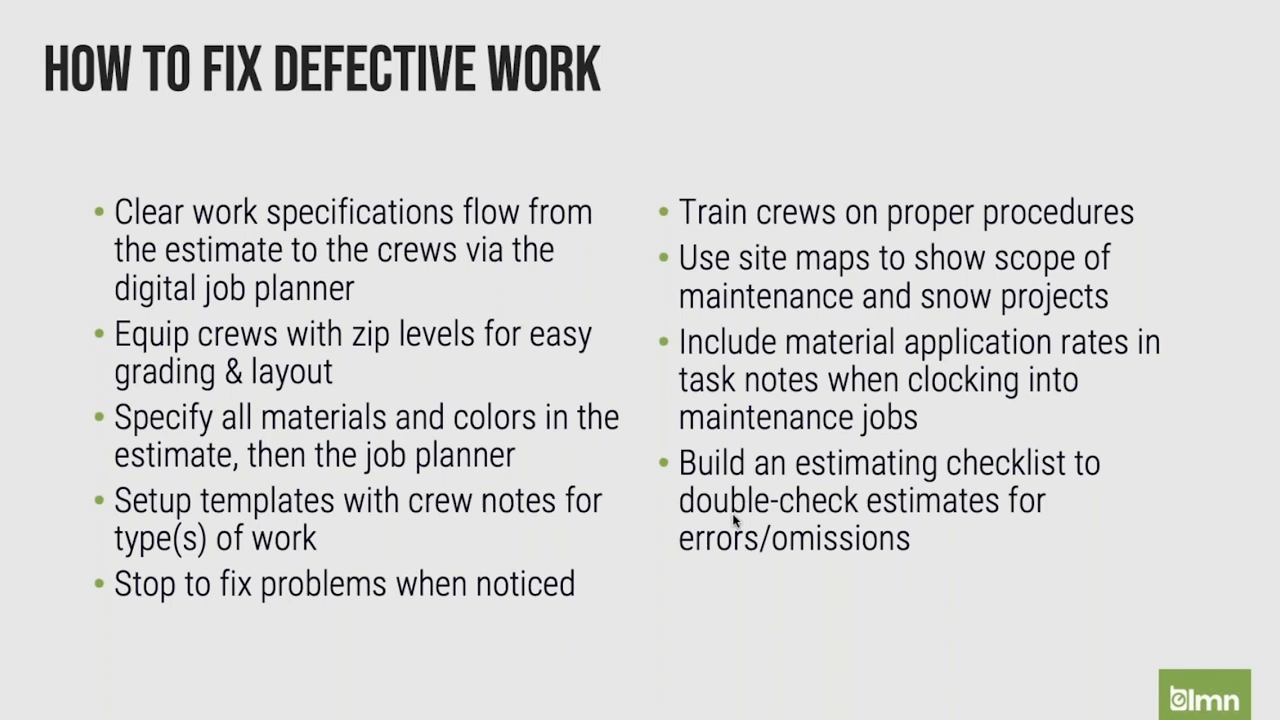 HOW TO FIX DEFECTIVE WORK
• Clear work specifications flow from
the estimate to the crews via the
digital job planner
• Equip crews with zip levels for easy
grading & layout
• Specify all materials and colors in the
estimate, then the job planner
• Setup templates with crew notes for
type(s) of work
• Stop to fix problems when noticed
• Train crews on proper procedures
• Use site maps to show scope of
maintenance and snow projects
• Include material application rates in
task notes when clocking into
maintenance jobs
• Build an estimating checklist to
double-check estimates for
errors/omissions
lmn